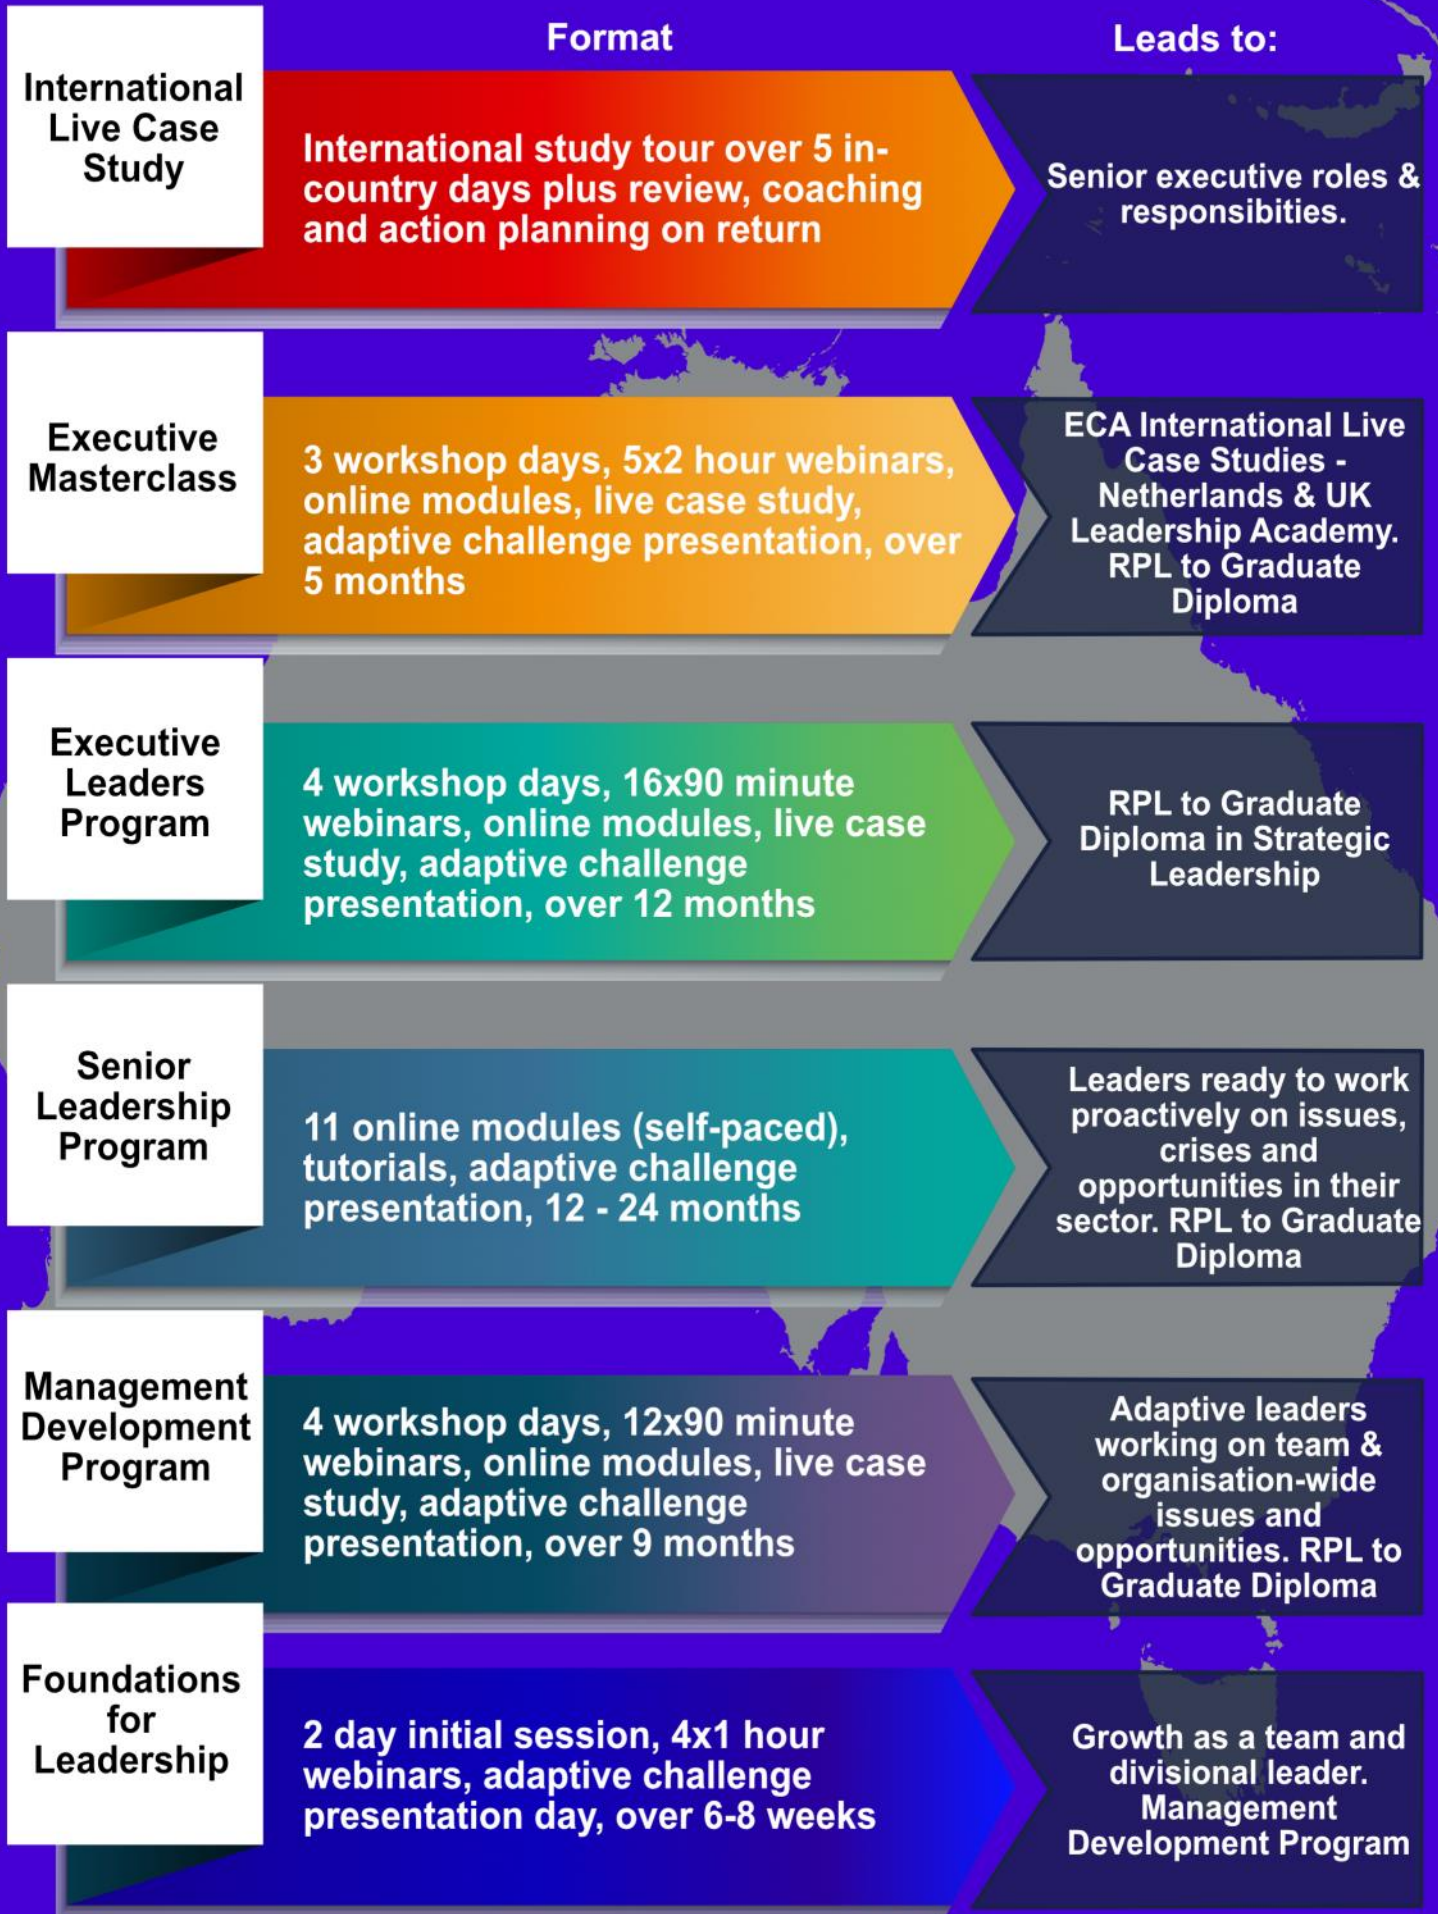 Format
Leads to:
International
Live Case
Study
International study tour over 5 in-
country days plus review, coaching
and action planning on return
Senior executive roles &
responsibities.
Executive
Masterclass
3 workshop days, 5x2 hour webinars,
online modules, live case study,
adaptive challenge presentation, over
5 months
ECA International Live
Case Studies -
Netherlands & UK
Leadership Academy.
RPL to Graduate
Diploma
Executive
Leaders
Program
4 workshop days, 16x90 minute
webinars, online modules, live case
study, adaptive challenge
presentation, over 12 months
RPL to Graduate
Diploma in Strategic
Leadership
Senior
Leadership
Program
11 online modules (self-paced),
tutorials, adaptive challenge
presentation, 12 - 24 months
Leaders ready to work
proactively on issues,
crises and
opportunities in their
sector. RPL to Graduate
Diploma
Management
Development
Program
4 workshop days, 12x90 minute
webinars, online modules, live case
study, adaptive challenge
presentation, over 9 months
Adaptive leaders
working on team &
organisation-wide
issues and
opportunities. RPL to
Graduate Diploma
Foundations
for
Leadership
2 day initial session, 4x1 hour
webinars, adaptive challenge
presentation day, over 6-8 weeks
Growth as a team and
divisional leader.
Management
Development Program